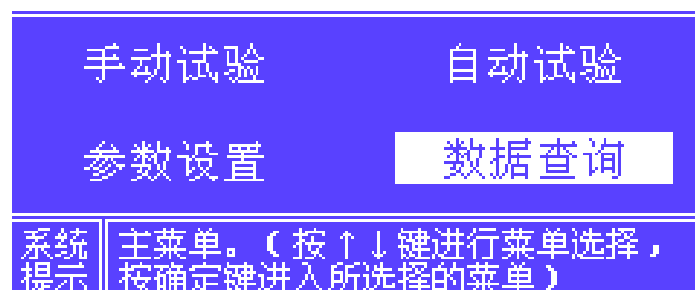 手动试验 自动试验
参数设置 数据查询
系统 主菜单。(按↑↓键进行菜单选择,
提示 按确定键进入所选择的菜单)